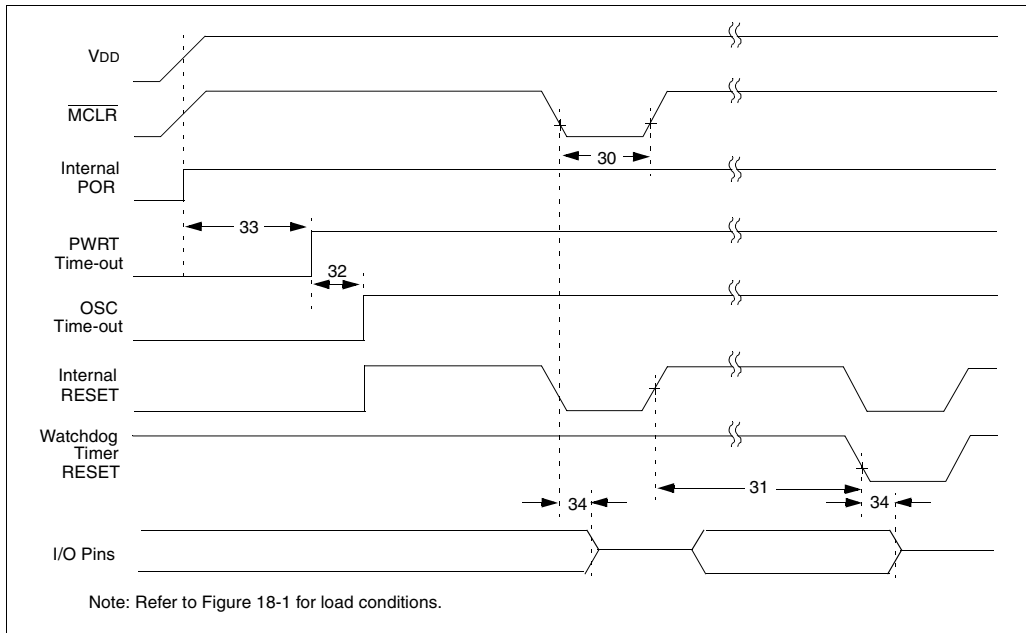 VDD
MCLR
Internal
POR
30
33
PWRT
Time-out
32
OSC
Time-out
Internal
RESET
Watchdog
Timer
RESET
31
34
34
I/O Pins
Note: Refer to Figure 18-1 for load conditions.